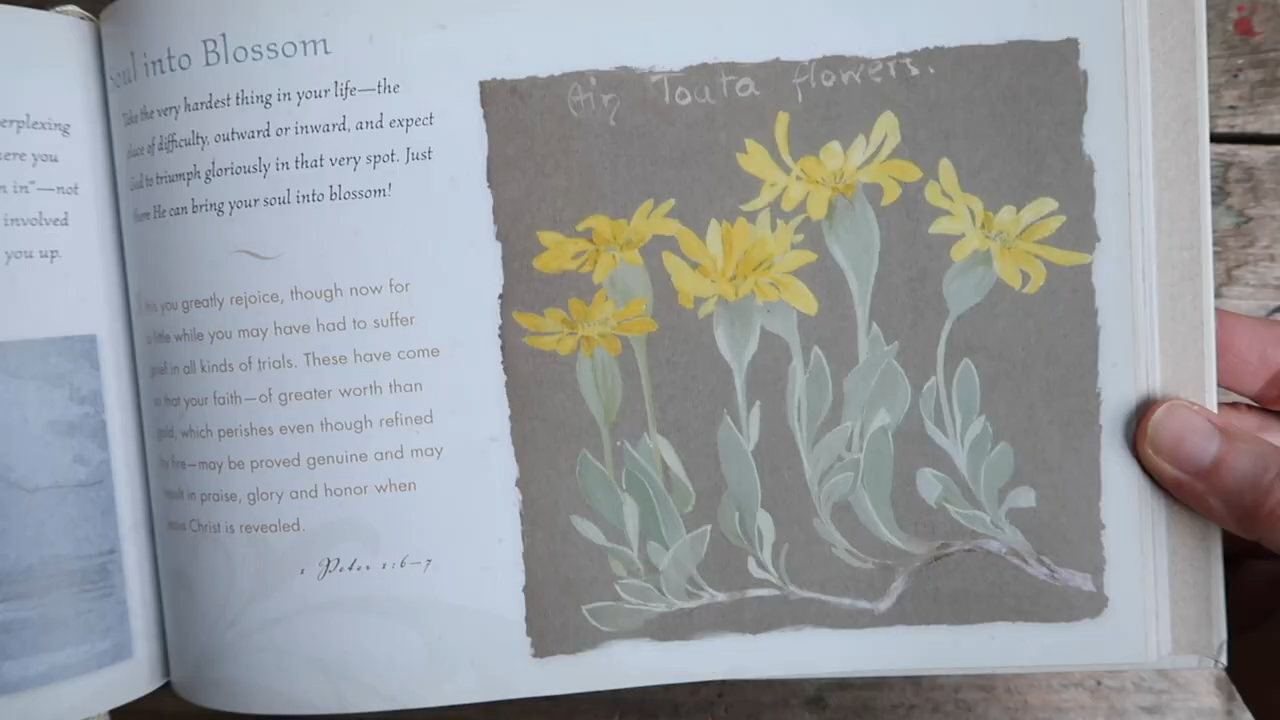 erplexing
ere you
n in"—not
involved
you up.
oul into Blossom
Take the very hardest thing in your life—the
place of difficulty, outward or inward, and expect
God to triumph gloriously in that very spot. Just
there He can bring your soul into blossom!
this you greatly rejoice, though now for
a little while you may have had to suffer
grief in all kinds of trials. These have come
so that your faith—of greater worth than
gold, which perishes even though refined
by fire—may be proved genuine and may
result in praise, glory and honor when
Jesus Christ is revealed.
1 Peter 1:6–7
Ain Touta flowers.